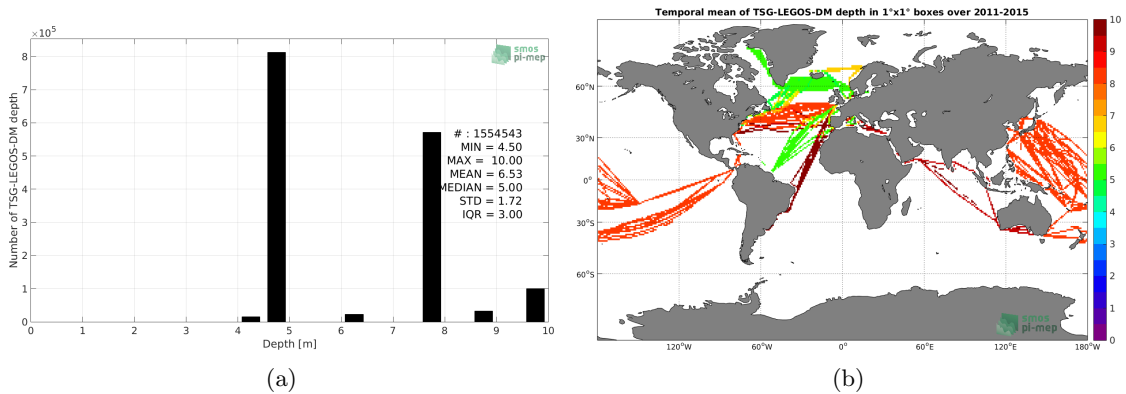 ×10^5
8
7
6
5
4
3
2
1
0
Number of TSG-LEGOS-DM depth
smos
pi-mep
# : 1554543
MIN = 4.50
MAX = 10.00
MEAN = 6.53
MEDIAN = 5.00
STD = 1.72
IQR = 3.00
0 1 2 3 4 5 6 7 8 9 10
Depth [m]
(a)
Temporal mean of TSG-LEGOS-DM depth in 1°x1° boxes over 2011-2015
60°N
30°N
0°
30°S
60°S
smos
pi-mep
120°W 60°W 0° 60°E 120°E 180°W
10
9
8
7
6
5
4
3
2
1
0
(b)